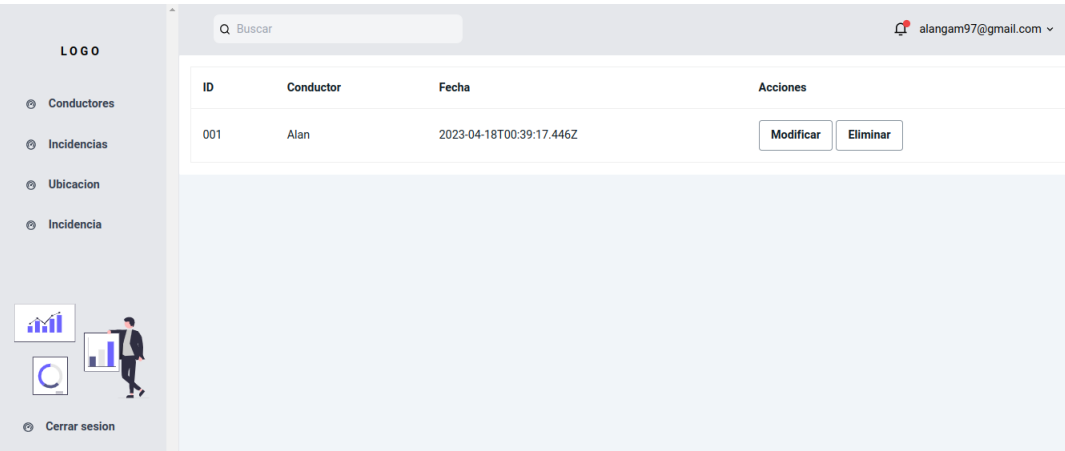 LOGO
Conductores
Incidencias
Ubicacion
Incidencia
Cerrar sesion
Buscar
alangam97@gmail.com
ID Conductor Fecha Acciones
001 Alan 2023-04-18T00:39:17.446Z Modificar Eliminar